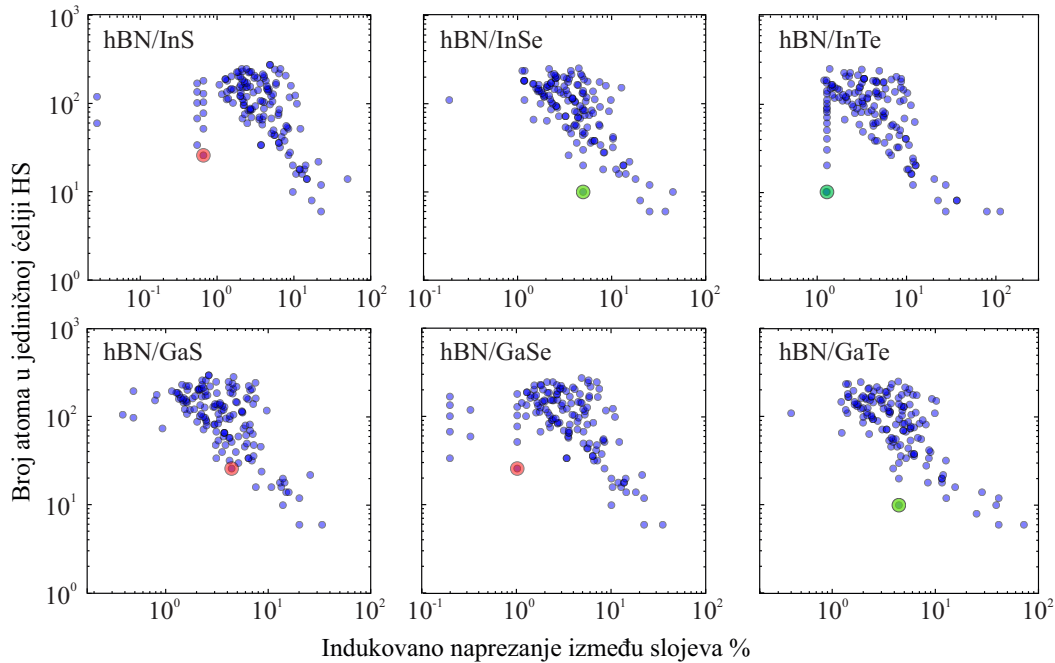 hBN/InS
hBN/InSe
hBN/InTe
10³
10²
10¹
10⁰
10⁻¹ 10⁰ 10¹ 10²
10⁰ 10¹ 10²
10⁰ 10¹ 10²
hBN/GaS
hBN/GaSe
hBN/GaTe
10³
10²
10¹
10⁰
10⁰ 10¹ 10²
10⁻¹ 10⁰ 10¹ 10²
10⁰ 10¹ 10²
Broj atoma u jediničnoj ćeliji HS
Indukovano naprezanje između slojeva %